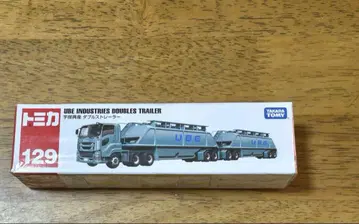 トミカ
129
UBE INDUSTRIES DOUBLES TRAILER
宇部興産 ダブルストレーラー
UBE
TAKARA TOMY